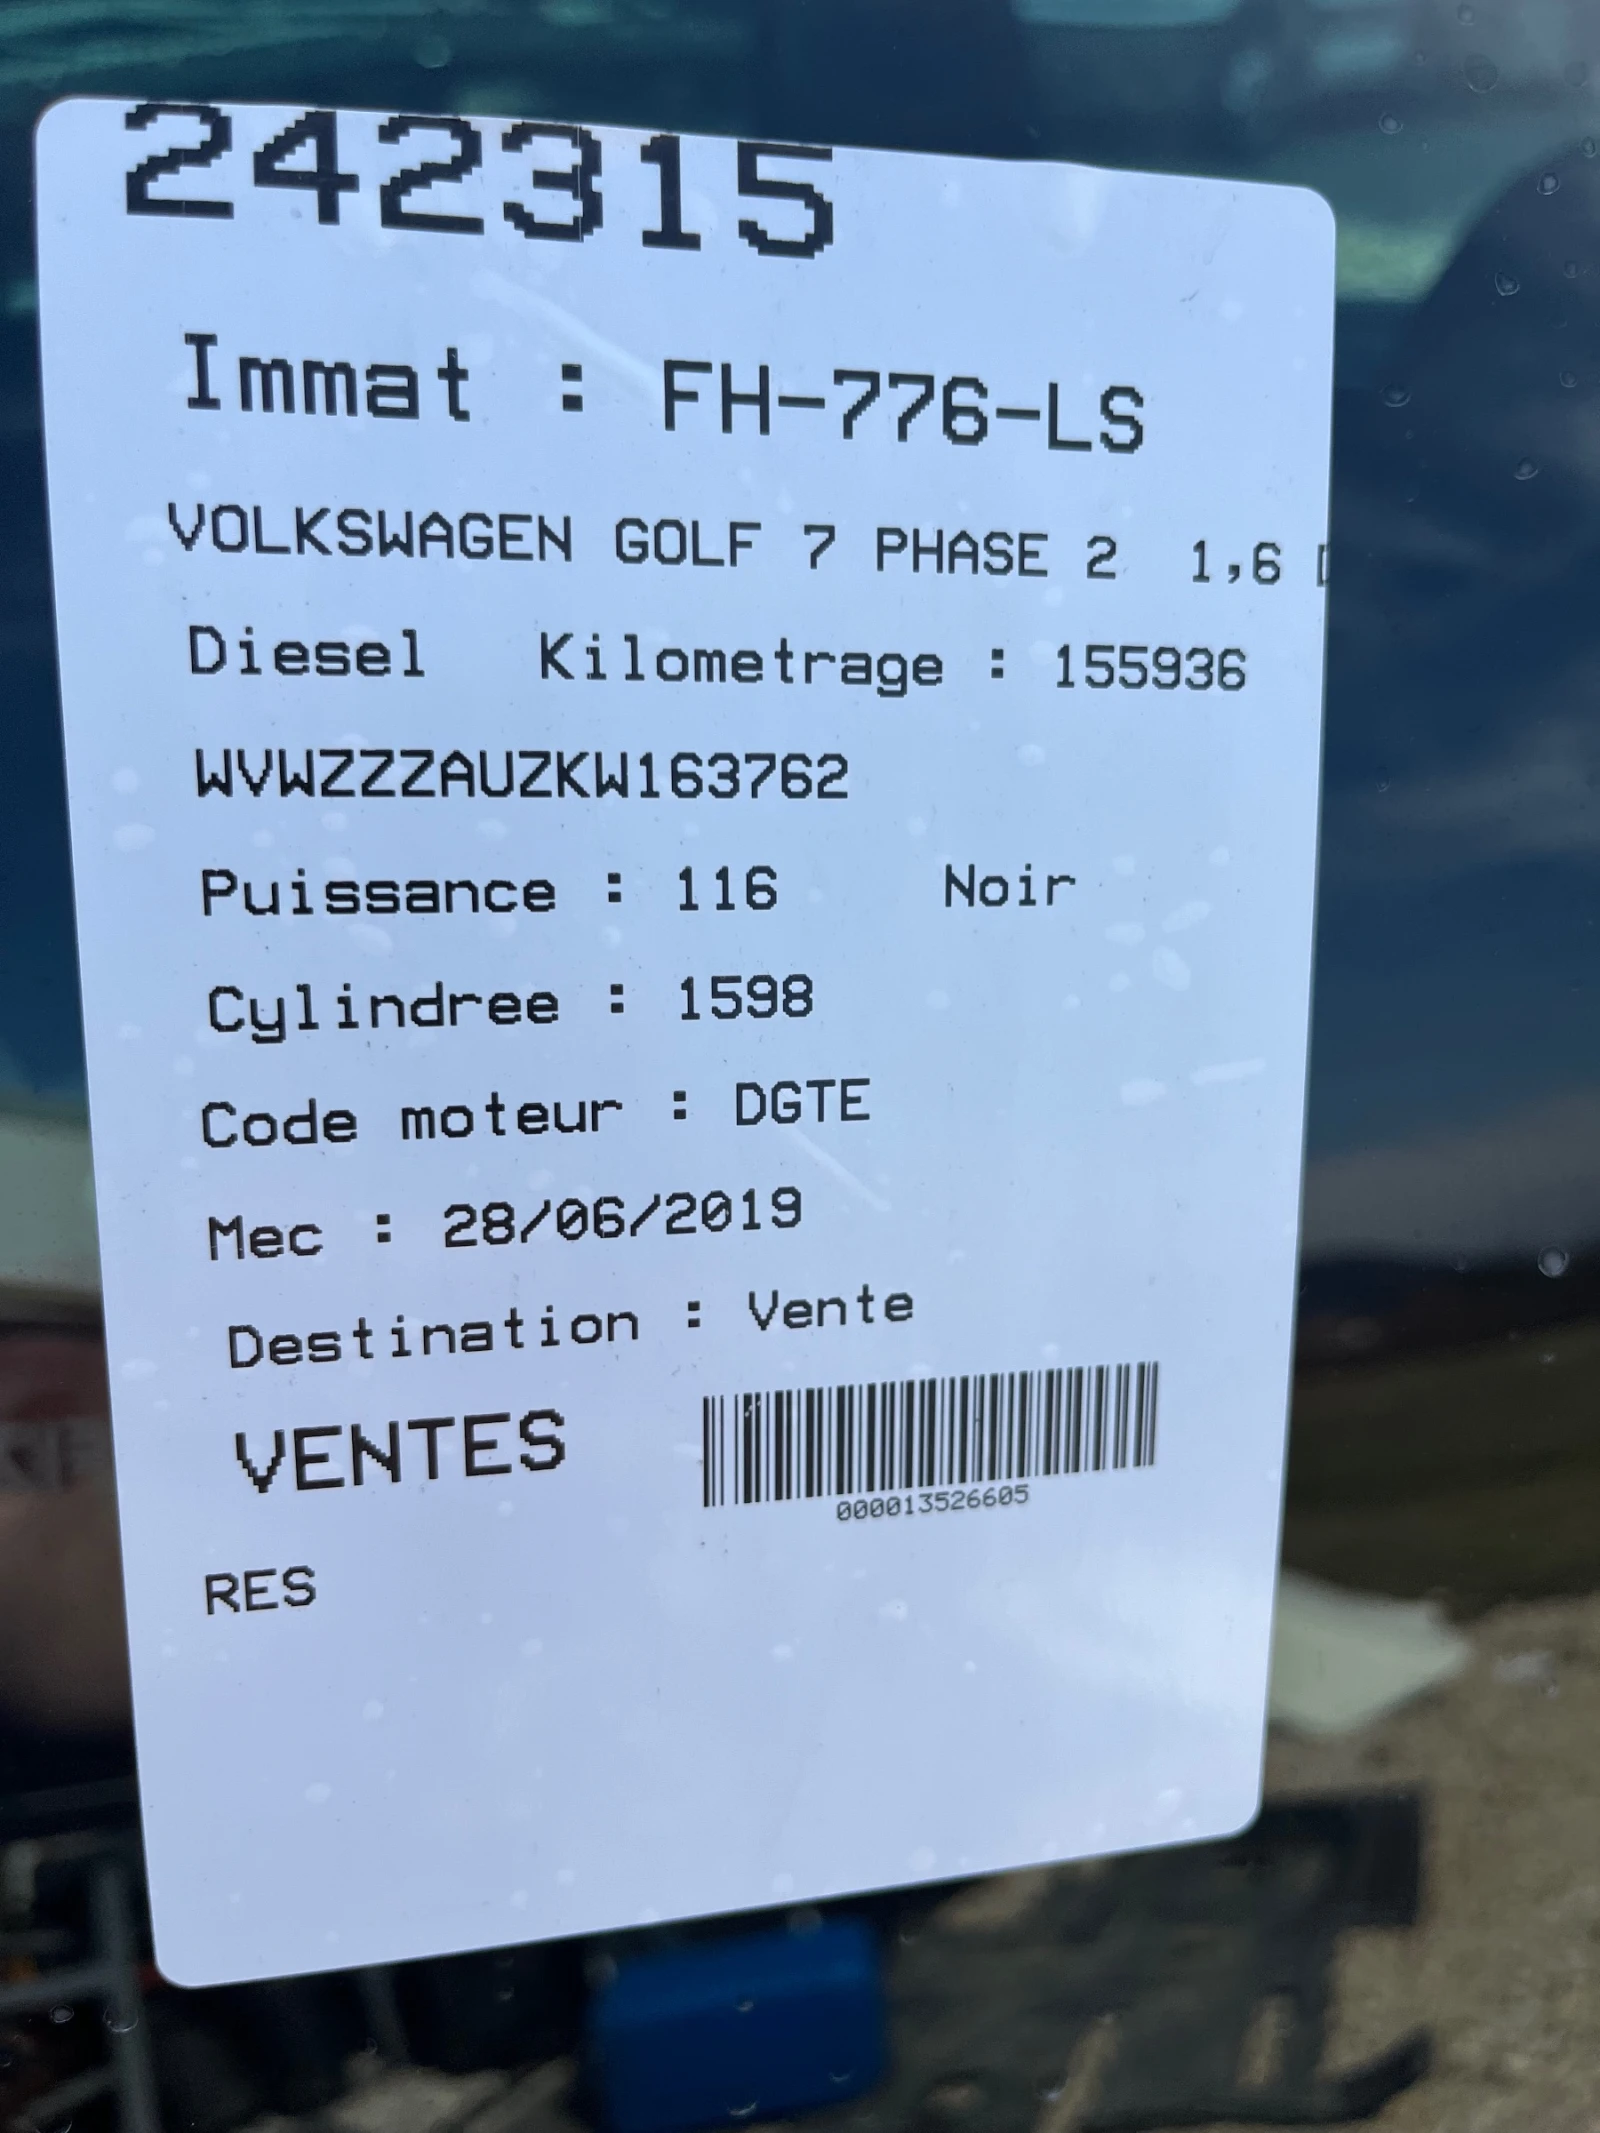 242315
Immat : FH-776-LS
VOLKSWAGEN GOLF 7 PHASE 2 1,6
Diesel Kilometrage : 155936
WVWZZZAUZKW163762
Puissance : 116 Noir
Cylindree : 1598
Code moteur : DGTE
Mec : 28/06/2019
Destination : Vente
VENTES
000013526605
RES